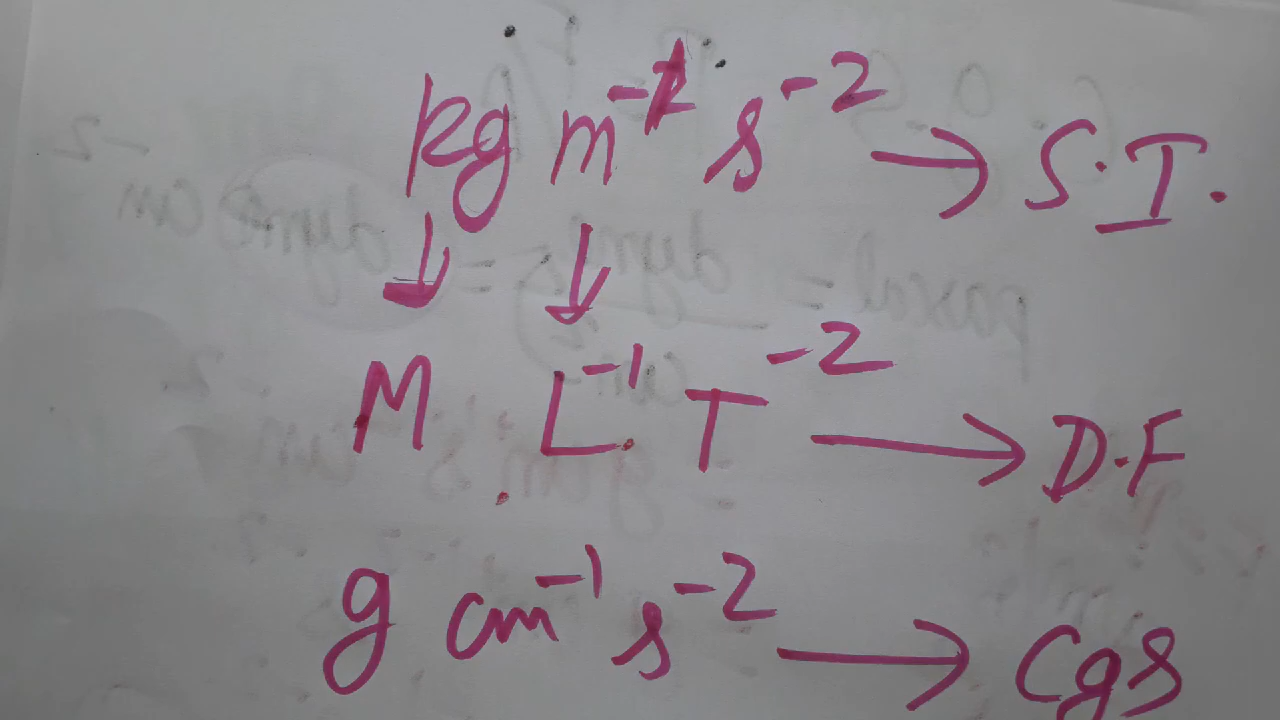 kg m⁻¹ s⁻² → S.I.
↓ ↓
M L⁻¹ T⁻² → D.F
g cm⁻¹ s⁻² → Cgs